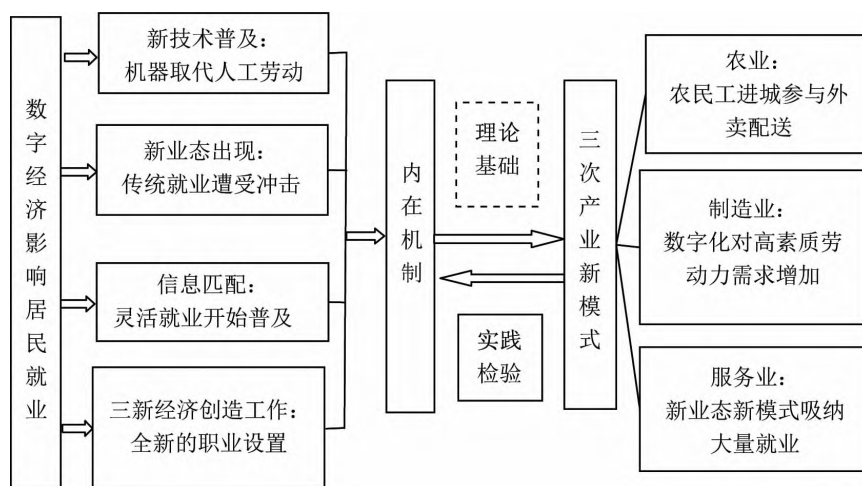 数字经济影响居民就业
新技术普及：
机器取代人工劳动
新业态出现：
传统就业遭受冲击
信息匹配：
灵活就业开始普及
三新经济创造工作：
全新的职业设置
内在机制
理论
基础
实践
检验
三次产业新模式
农业：
农民工进城参与外
卖配送
制造业：
数字化对高素质劳
动力需求增加
服务业：
新业态新模式吸纳
大量就业